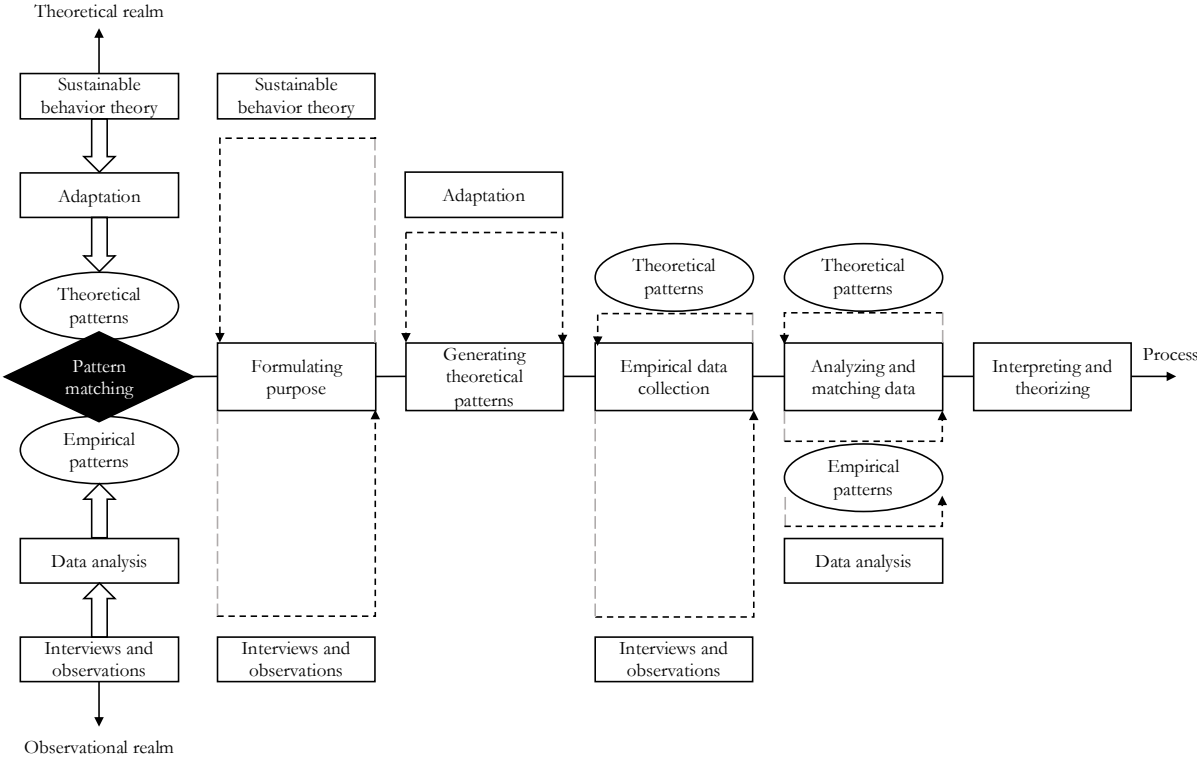 Theoretical realm
Sustainable
behavior theory
Adaptation
Theoretical
patterns
Pattern
matching
Empirical
patterns
Data analysis
Interviews and
observations
Observational realm
Sustainable
behavior theory
Formulating
purpose
Interviews and
observations
Adaptation
Generating
theoretical
patterns
Theoretical
patterns
Empirical data
collection
Interviews and
observations
Theoretical
patterns
Analyzing and
matching data
Empirical
patterns
Data analysis
Interpreting and
theorizing
Process